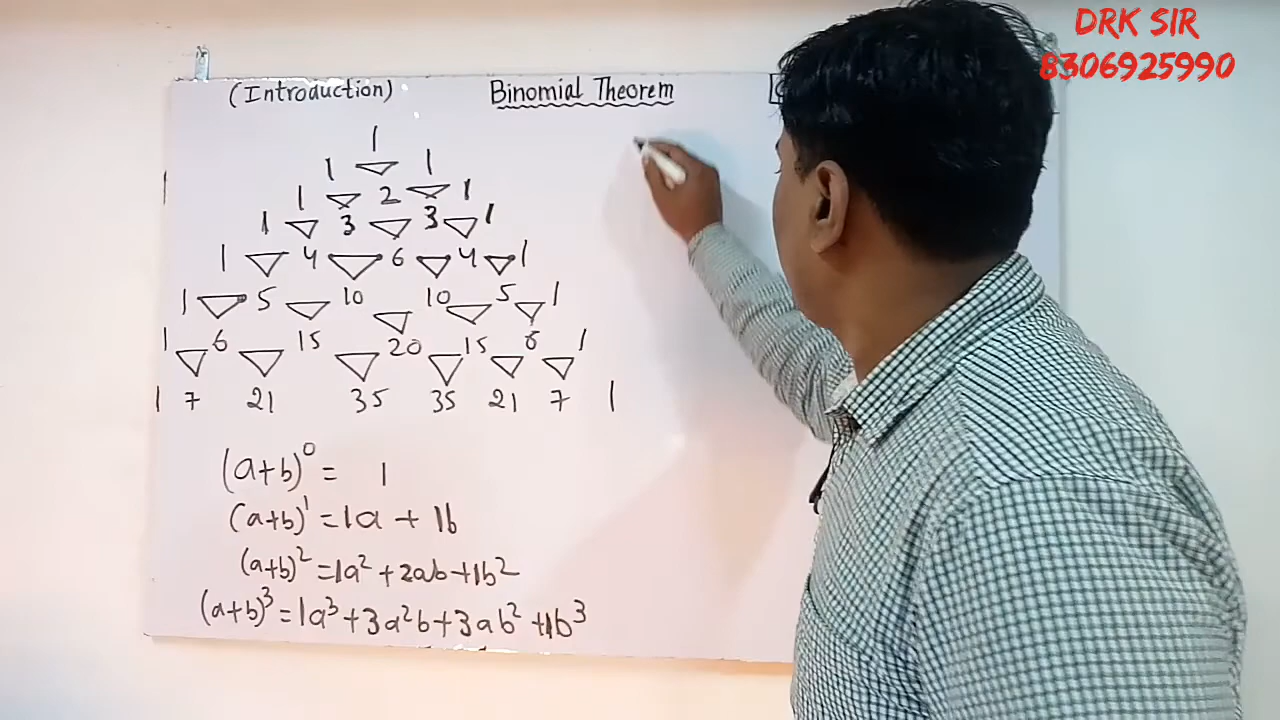 DRK SIR
8306925990
(Introduction) Binomial Theorem
1
1 1
1 2 1
1 3 3 1
1 4 6 4 1
1 5 10 10 5 1
1 6 15 20 15 6 1
1 7 21 35 35 21 7 1
(a+b)⁰ = 1
(a+b)¹ = 1a + 1b
(a+b)² = 1a² + 2ab + 1b²
(a+b)³ = 1a³ + 3a²b + 3ab² + 1b³